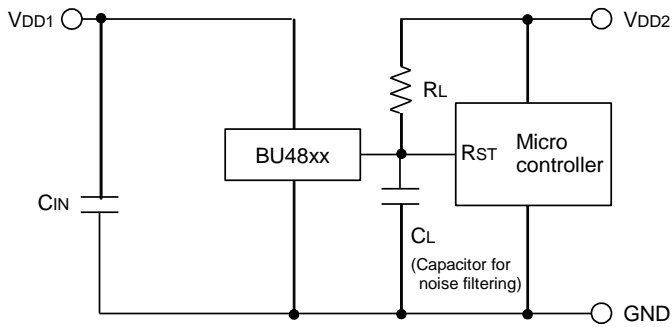 VDD1
VDD2
RL
BU48xx
RST
Micro
controller
CIN
CL
(Capacitor for
noise filtering)
GND